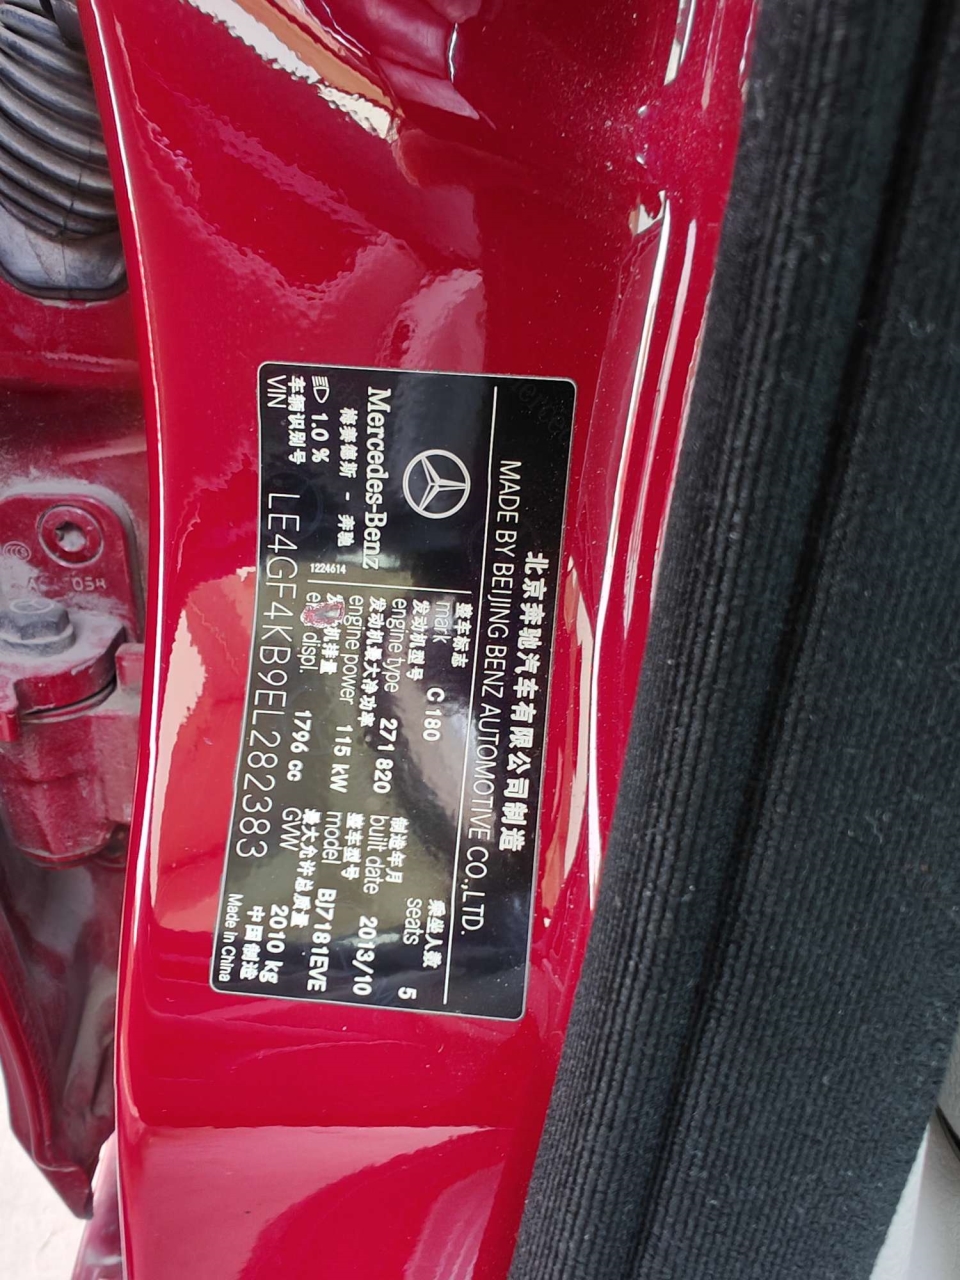 北京奔驰汽车有限公司制造
MADE BY BEIJING BENZ AUTOMOTIVE CO.,LTD.
Mercedes-Benz
梅赛德斯 - 奔驰
1.0 %
1224614
整车标志
mark
C 180
乘坐人数
seats
5
发动机型号
engine type
271 820
制造年月
built date
2013/10
发动机最大净功率
engine power
115 kW
整车型号
model
BJ7181EVE
机排量
displ.
1796 cc
最大允许总质量
GVW
2010 kg
车辆识别号
VIN
LE4GF4KB9EL282383
中国制造
Made in China